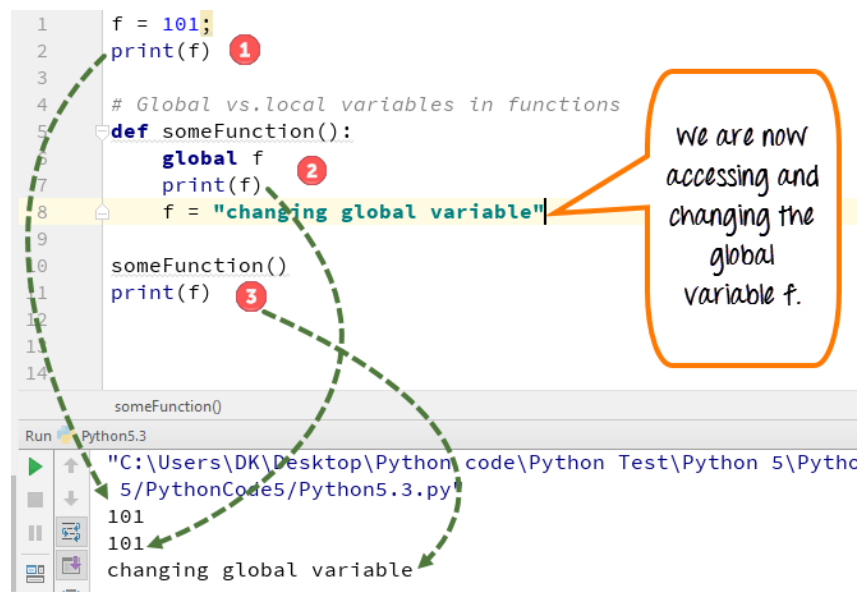 1 f = 101;
2 print(f) 1
3
4 # Global vs.local variables in functions
5 def someFunction():
6 global f
7 print(f) 2
8 f = "changing global variable"
9
10 someFunction()
11 print(f) 3
12
13
14
We are now
accessing and
changing the
global
variable f.
someFunction()
Run Python5.3
"C:\Users\DK\Desktop\Python code\Python Test\Python 5\Pytho
5/PythonCode5/Python5.3.py"
101
101
changing global variable